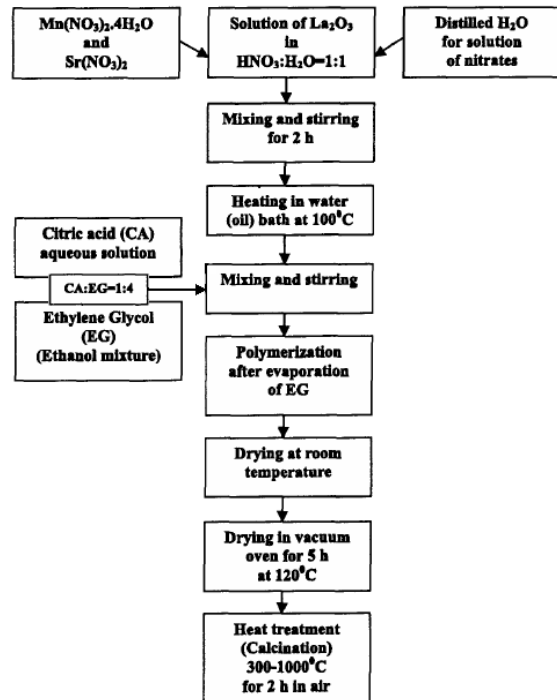 Mn(NO₃)₂.4H₂O
and
Sr(NO₃)₂
Solution of La₂O₃
in
HNO₃:H₂O=1:1
Distilled H₂O
for solution
of nitrates
Mixing and stirring
for 2 h
Heating in water
(oil) bath at 100⁰C
Citric acid (CA)
aqueous solution
CA:EG=1:4
Ethylene Glycol
(EG)
(Ethanol mixture)
Mixing and stirring
Polymerization
after evaporation
of EG
Drying at room
temperature
Drying in vacuum
oven for 5 h
at 120⁰C
Heat treatment
(Calcination)
300-1000⁰C
for 2 h in air